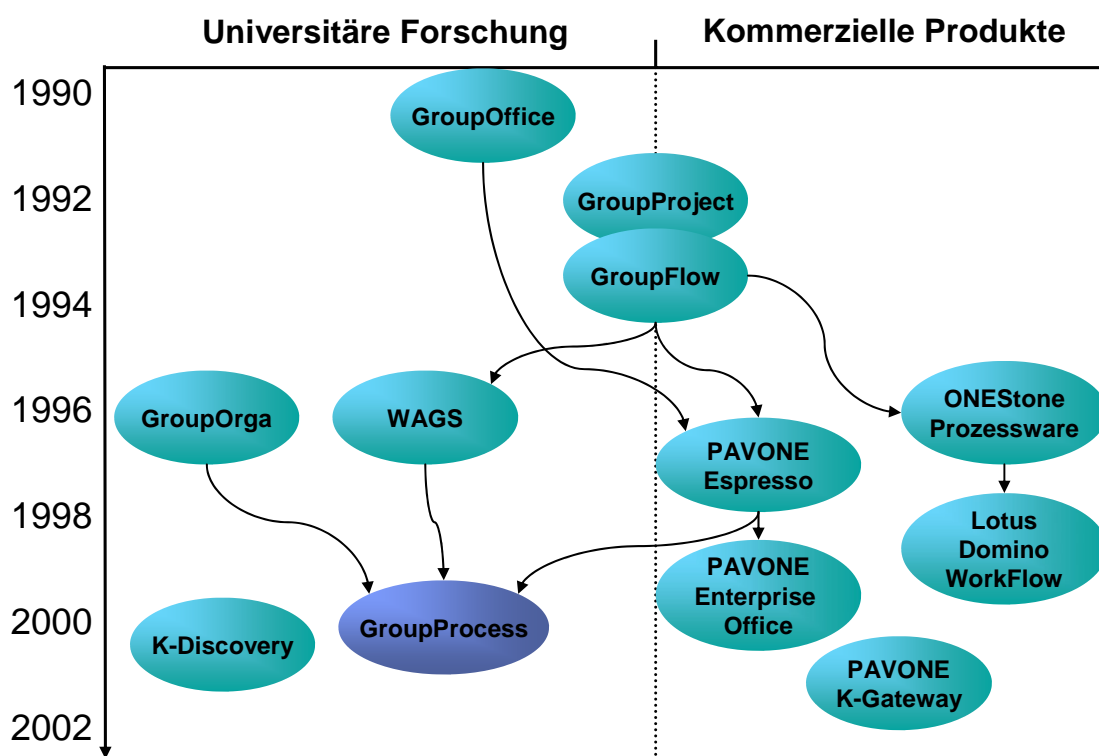 Universitäre Forschung
Kommerzielle Produkte
1990
GroupOffice
1992
GroupProject
GroupFlow
1994
1996
GroupOrga
WAGS
ONEStone
Prozessware
PAVONE
Espresso
1998
Lotus
Domino
WorkFlow
PAVONE
Enterprise
Office
2000
K-Discovery
GroupProcess
PAVONE
K-Gateway
2002